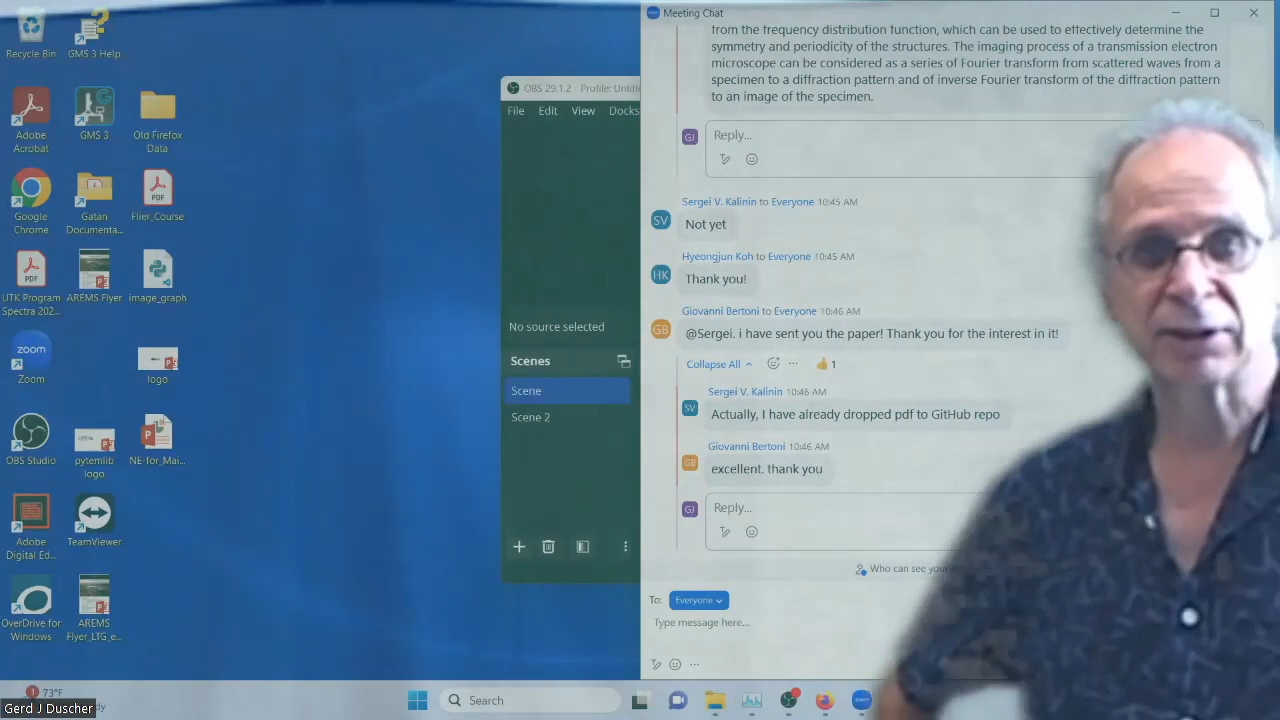 Recycle Bin
GMS 3 Help
Adobe
Acrobat
GMS 3
Old Firefox
Data
Google
Chrome
Gatan
Documenta...
Flier_Course
UTK Program
Spectra 202...
AREMS Flyer
image_graph
zoom
Zoom
logo
OBS Studio
pytemlib
logo
NE-for_Mai...
Adobe
Digital Ed...
TeamViewer
OverDrive for
Windows
AREMS
Flyer_LTG_e...
OBS 29.1.2 - Profile: Untitle
File Edit View Docks
No source selected
Scenes
Scene
Scene 2
Meeting Chat
from the frequency distribution function, which can be used to effectively determine the
symmetry and periodicity of the structures. The imaging process of a transmission electron
microscope can be considered as a series of Fourier transform from scattered waves from a
specimen to a diffraction pattern and of inverse Fourier transform of the diffraction pattern
to an image of the specimen.
GJ
Reply...
Sergei V. Kalinin to Everyone 10:45 AM
SV
Not yet
Hyeongjun Koh to Everyone 10:45 AM
HK
Thank you!
Giovanni Bertoni to Everyone 10:46 AM
GB
@Sergei. i have sent you the paper! Thank you for the interest in it!
Collapse All
👍 1
Sergei V. Kalinin 10:46 AM
SV
Actually, I have already dropped pdf to GitHub repo
Giovanni Bertoni 10:46 AM
GB
excellent. thank you
GJ
Reply...
Who can see your
To: Everyone
Type message here...
1
73°F
Search
zoom
Gerd J Duscher